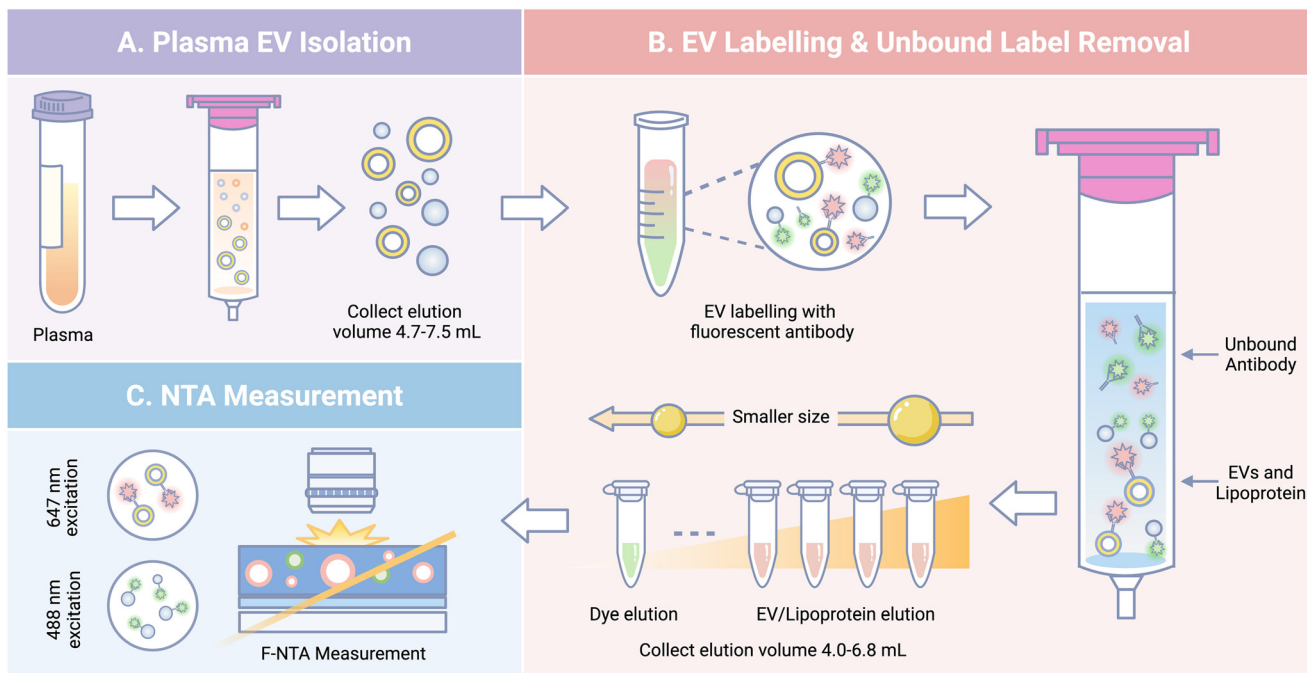 A. Plasma EV Isolation
Plasma
Collect elution
volume 4.7-7.5 mL
B. EV Labelling & Unbound Label Removal
EV labelling with
fluorescent antibody
Unbound
Antibody
EVs and
Lipoprotein
Smaller size
Dye elution
EV/Lipoprotein elution
Collect elution volume 4.0-6.8 mL
C. NTA Measurement
647 nm
excitation
488 nm
excitation
F-NTA Measurement